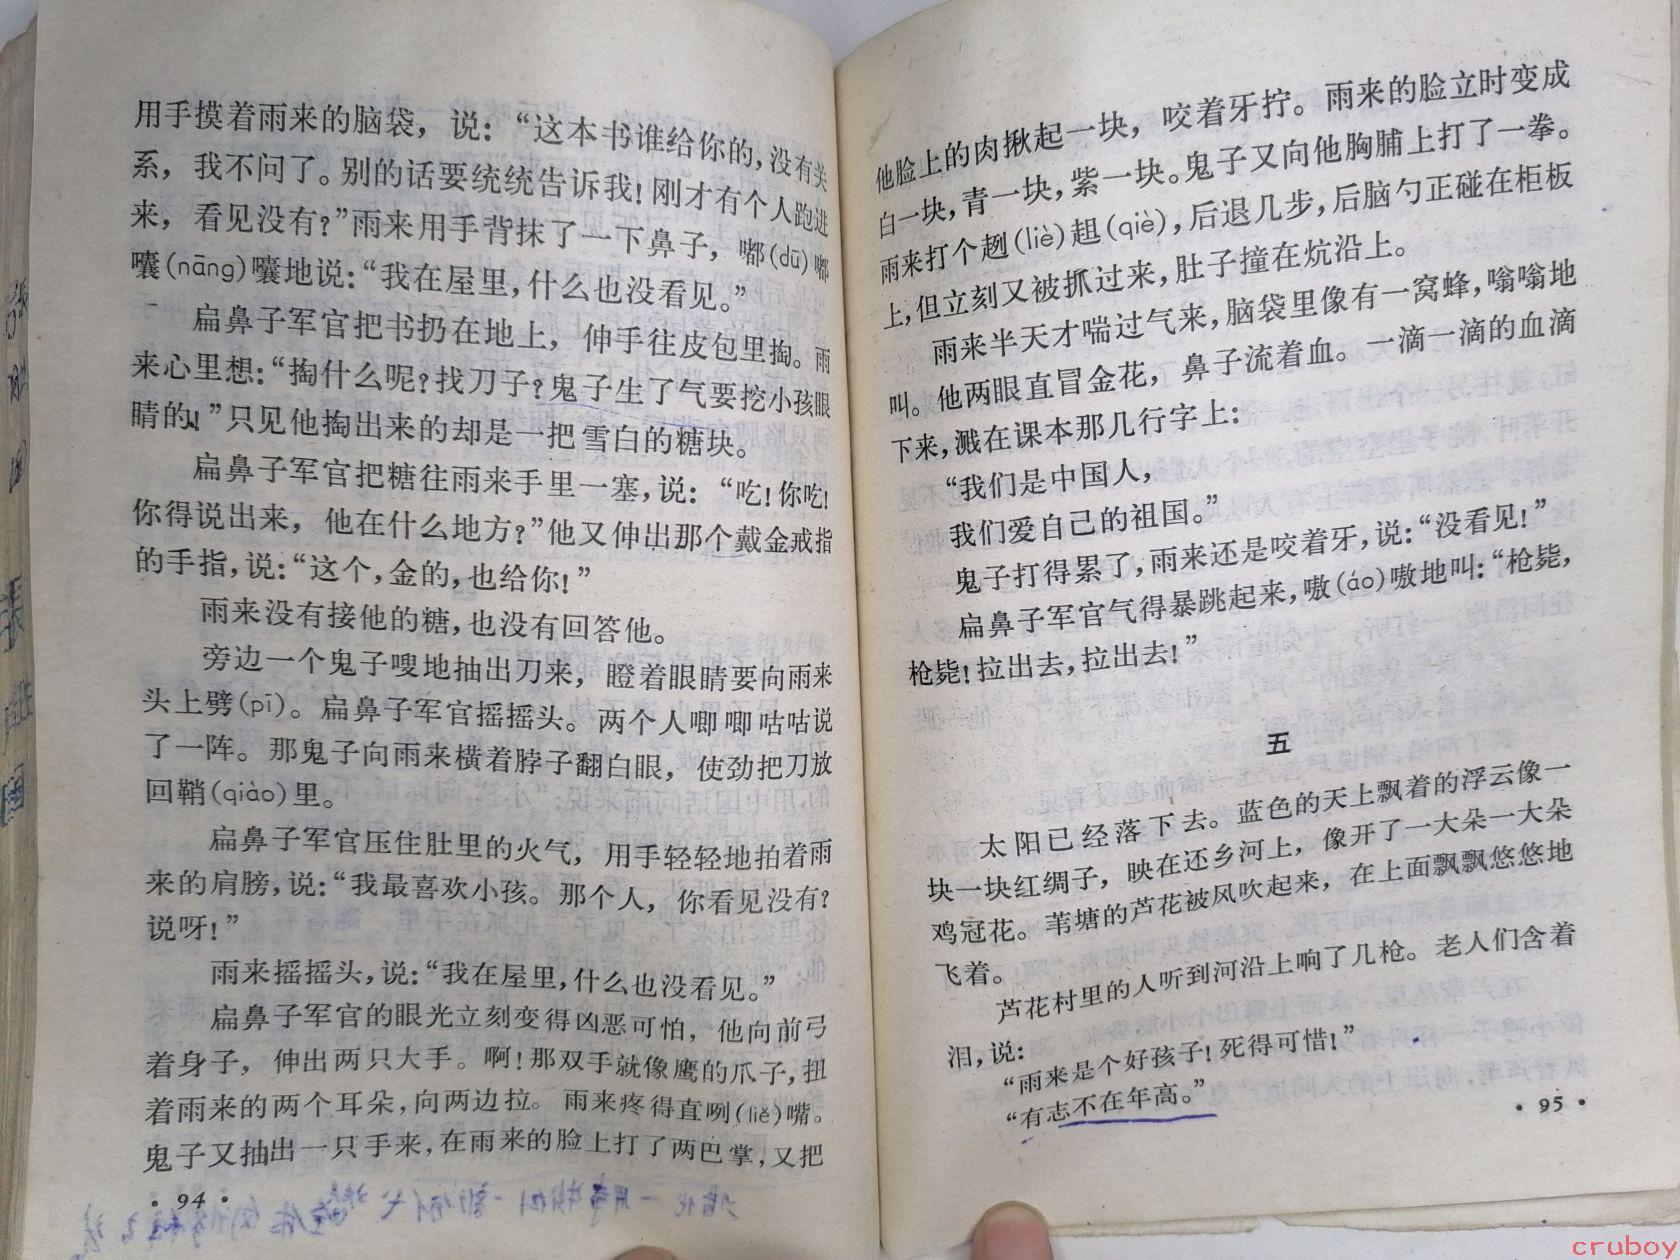 用手摸着雨来的脑袋，说：“这本书谁给你的，没有关
系，我不问了。别的话要统统告诉我！刚才有个人跑进
来，看见没有？”雨来用手背抹了一下鼻子，嘟(dū)嘟
囔(nāng)囔地说：“我在屋里，什么也没看见。”
扁鼻子军官把书扔在地上，伸手往皮包里掏。雨
来心里想：“掏什么呢？找刀子？鬼子生了气要挖小孩眼
睛的！”只见他掏出来的却是一把雪白的糖块。
扁鼻子军官把糖往雨来手里一塞，说：“吃！你吃！
你得说出来，他在什么地方？”他又伸出那个戴金戒指
的手指，说：“这个，金的，也给你！”
雨来没有接他的糖，也没有回答他。
旁边一个鬼子嗖地抽出刀来，瞪着眼睛要向雨来
头上劈(pī)。扁鼻子军官摇摇头。两个人唧唧咕咕说
了一阵。那鬼子向雨来横着脖子翻白眼，使劲把刀放
回鞘(qiào)里。
扁鼻子军官压住肚里的火气，用手轻轻地拍着雨
来的肩膀，说：“我最喜欢小孩。那个人，你看见没有？
说呀！”
雨来摇摇头，说：“我在屋里，什么也没看见。”
扁鼻子军官的眼光立刻变得凶恶可怕，他向前弓
着身子，伸出两只大手。啊！那双手就像鹰的爪子，扭
着雨来的两个耳朵，向两边拉。雨来疼得直咧(liě)嘴。
鬼子又抽出一只手来，在雨来的脸上打了两巴掌，又把
·94·
他脸上的肉揪起一块，咬着牙拧。雨来的脸立时变成
白一块，青一块，紫一块。鬼子又向他胸脯上打了一拳。
雨来打个趔(liè)趄(qiè)，后退几步，后脑勺正碰在柜板
上，但立刻又被抓过来，肚子撞在炕沿上。
雨来半天才喘过气来，脑袋里像有一窝蜂，嗡嗡地
叫。他两眼直冒金花，鼻子流着血。一滴一滴的血滴
下来，溅在课本那几行字上：
“我们是中国人，
我们爱自己的祖国。”
鬼子打得累了，雨来还是咬着牙，说：“没看见！”
扁鼻子军官气得暴跳起来，嗷(áo)嗷地叫：“枪毙，
枪毙！拉出去，拉出去！”
五
太阳已经落下去。蓝色的天上飘着的浮云像一
块一块红绸子，映在还乡河上，像开了一大朵一大朵
鸡冠花。苇塘的芦花被风吹起来，在上面飘飘悠悠地
飞着。
芦花村里的人听到河沿上响了几枪。老人们含着
泪，说：
“雨来是个好孩子！死得可惜！”
“有志不在年高。”
·95·
cruboy